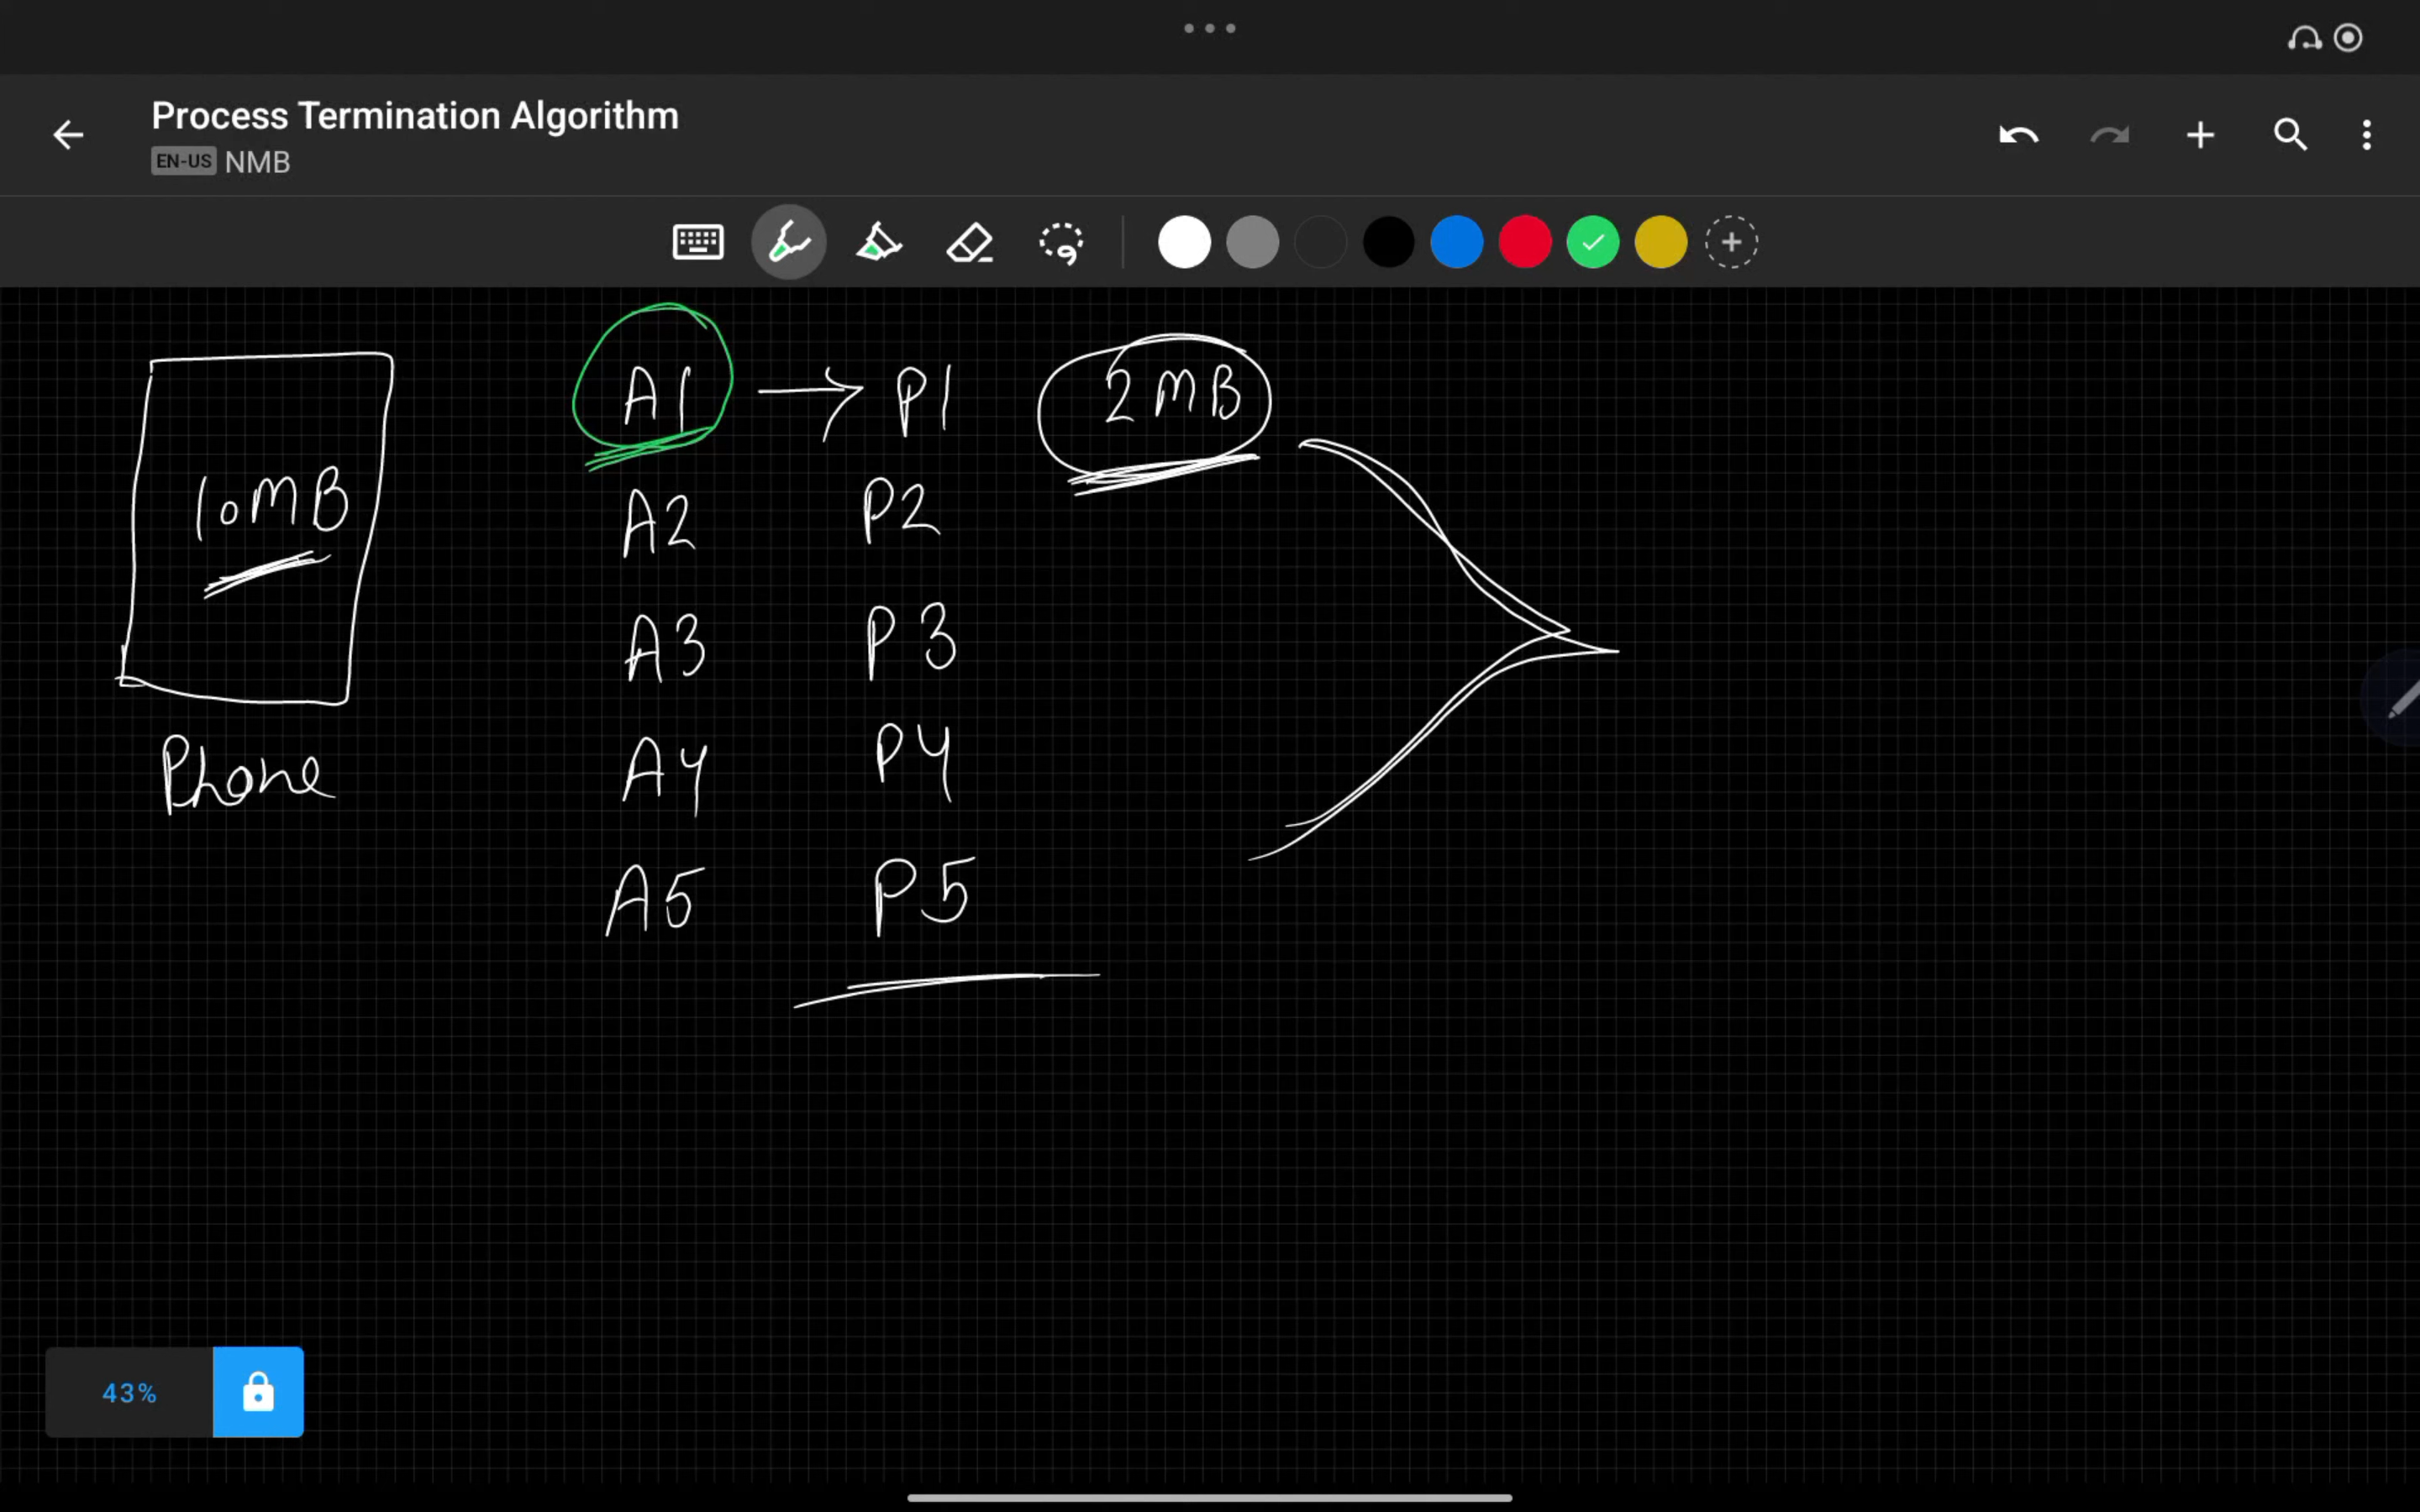 Process Termination Algorithm
EN-US NMB
A1 → P1 2MB
10MB
A2 P2
A3 P3
A4 P4
Phone
A5 P5
43%